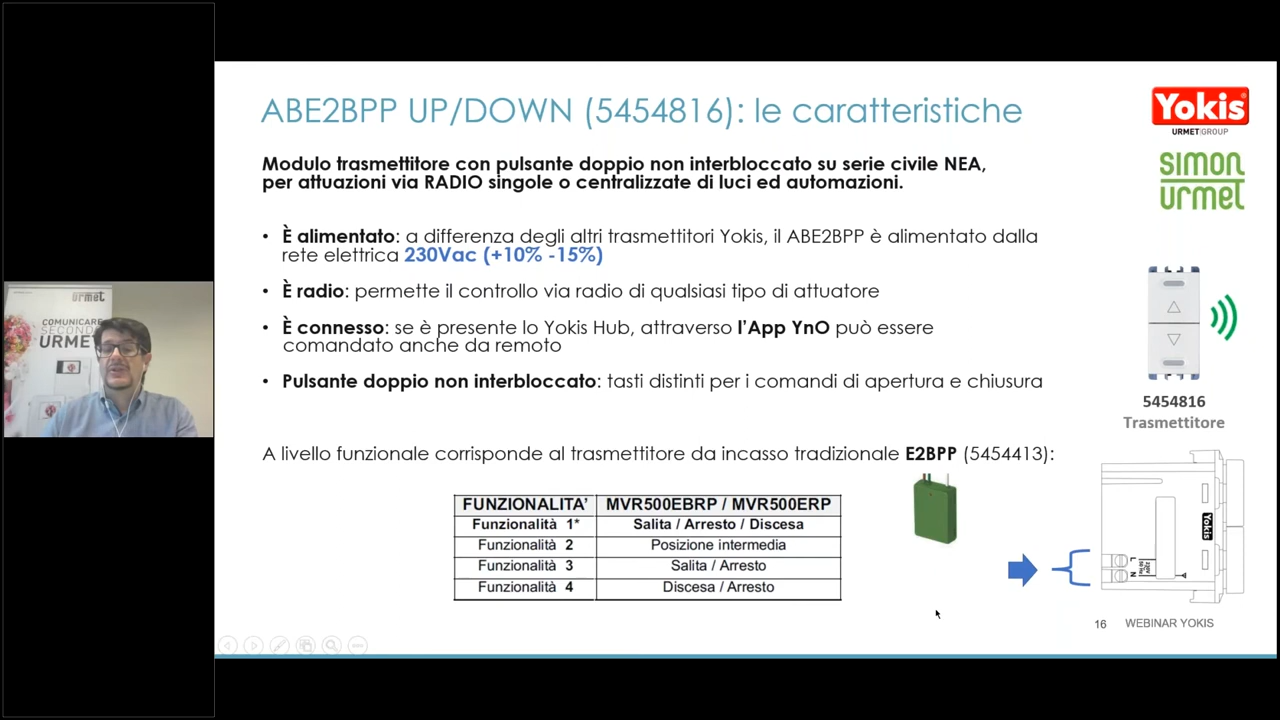 ABE2BPP UP/DOWN (5454816): le caratteristiche
Yokis
URMET GROUP
Modulo trasmettitore con pulsante doppio non interbloccato su serie civile NEA,
per attuazioni via RADIO singole o centralizzate di luci ed automazioni.
SIMON
urmet
• È alimentato: a differenza degli altri trasmettitori Yokis, il ABE2BPP è alimentato dalla
rete elettrica 230Vac (+10% -15%)
• È radio: permette il controllo via radio di qualsiasi tipo di attuatore
• È connesso: se è presente lo Yokis Hub, attraverso l'App YnO può essere
comandato anche da remoto
• Pulsante doppio non interbloccato: tasti distinti per i comandi di apertura e chiusura
urmet
COMUNICARE
SECONDO
URMET
5454816
Trasmettitore
A livello funzionale corrisponde al trasmettitore da incasso tradizionale E2BPP (5454413):
FUNZIONALITA' MVR500EBRP / MVR500ERP
Funzionalità 1* Salita / Arresto / Discesa
Funzionalità 2 Posizione intermedia
Funzionalità 3 Salita / Arresto
Funzionalità 4 Discesa / Arresto
Yokis
L
N
16 WEBINAR YOKIS